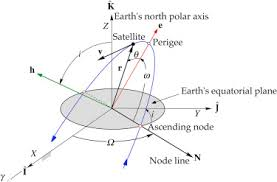 K̂
Earth's north polar axis
Z
e
Satellite
Perigee
v
θ
i
h
r
ω
Earth's equatorial plane
i
Y
ĵ
Ascending node
Ω
X
N
Node line
γ
Î